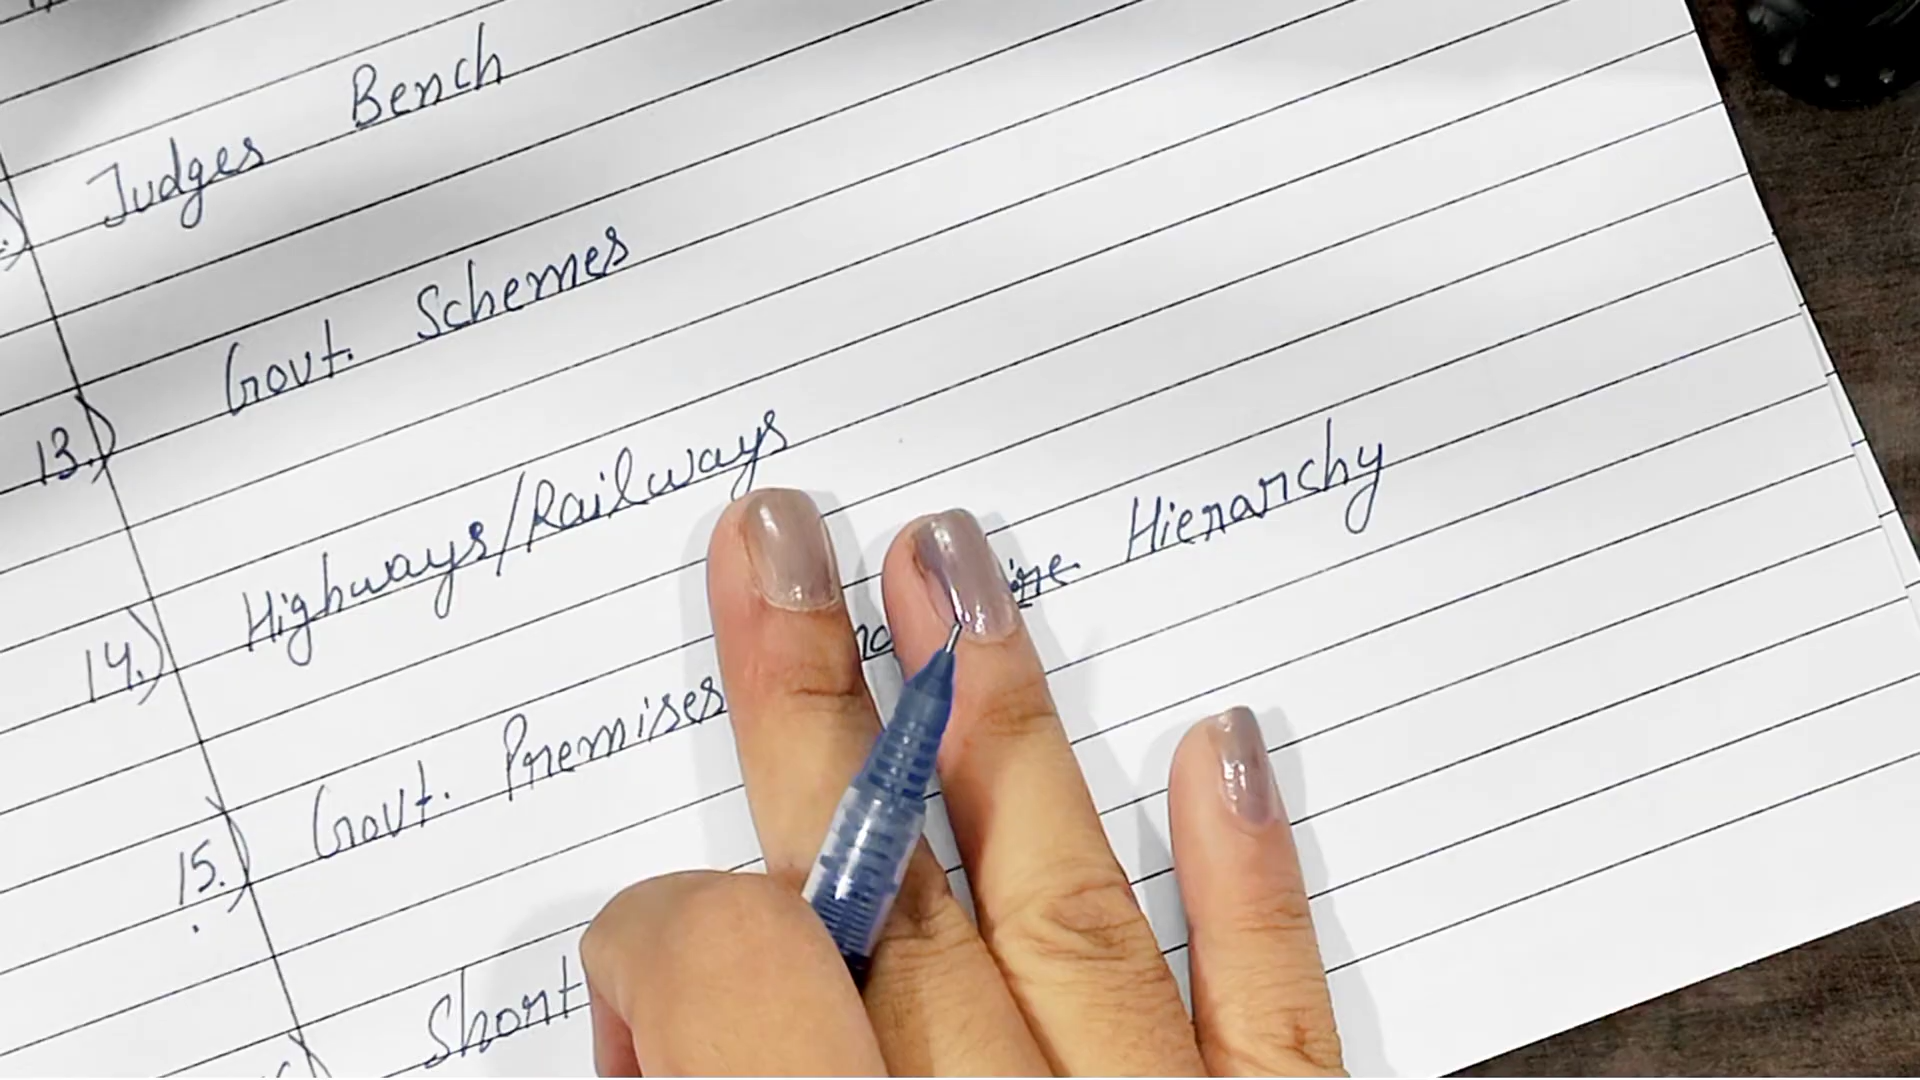 Judges Bench
13.) Govt. Schemes
14.) Highways/Railways
15.) Govt. Premises Hierarchy
Short